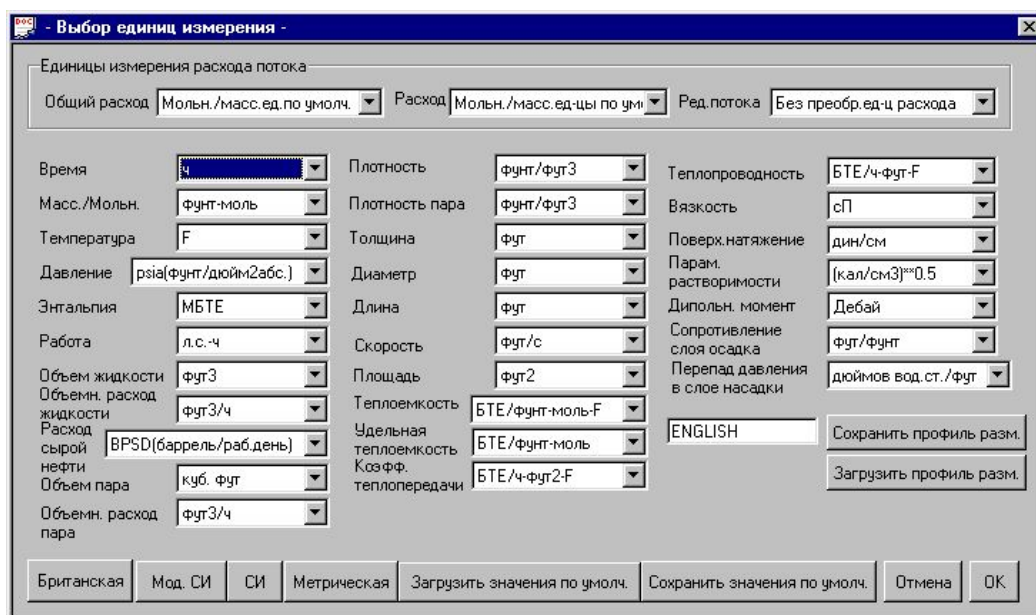 - Выбор единиц измерения -
Единицы измерения расхода потока
Общий расход Мольн./масс.ед.по умолч. Расход Мольн./масс.ед-цы по ум Ред.потока Без преобр.ед-ц расхода
Время ч
Масс./Мольн. фунт-моль
Температура F
Давление psia(фунт/дюйм2абс.)
Энтальпия МБТЕ
Работа л.с.-ч
Объем жидкости фут3
Объемн. расход
жидкости фут3/ч
Расход
сырой
нефти BPSD(баррель/раб.день)
Объем пара куб. фут
Объемн. расход
пара фут3/ч
Плотность фунт/фут3
Плотность пара фунт/фут3
Толщина фут
Диаметр фут
Длина фут
Скорость фут/с
Площадь фут2
Теплоемкость БТЕ/фунт-моль-F
Удельная
теплоемкость БТЕ/фунт-моль
Коэфф.
теплопередачи БТЕ/ч-фут2-F
Теплопроводность БТЕ/ч-фут-F
Вязкость сП
Поверх.натяжение дин/см
Парам.
растворимости (кал/см3)**0.5
Дипольн. момент Дебай
Сопротивление
слоя осадка фут/фунт
Перепад давления
в слое насадки дюймов вод.ст./фут
ENGLISH Сохранить профиль разм.
Загрузить профиль разм.
Британская Мод. СИ СИ Метрическая Загрузить значения по умолч. Сохранить значения по умолч. Отмена OK